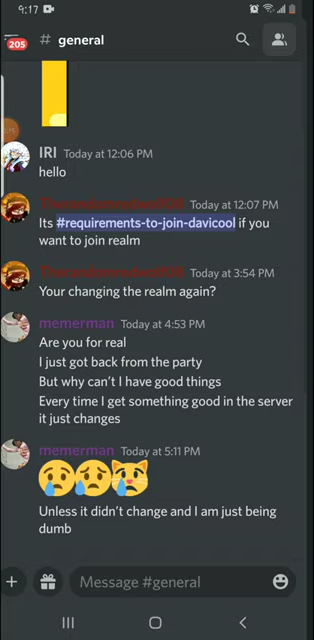 9:17
205
# general
IRI Today at 12:06 PM
hello
Today at 12:07 PM
Its #requirements-to-join-davicool if you
want to join realm
Today at 3:54 PM
Your changing the realm again?
memerman Today at 4:53 PM
Are you for real
I just got back from the party
But why can't I have good things
Every time I get something good in the server
it just changes
memerman Today at 5:11 PM
Unless it didn't change and I am just being
dumb
Message #general